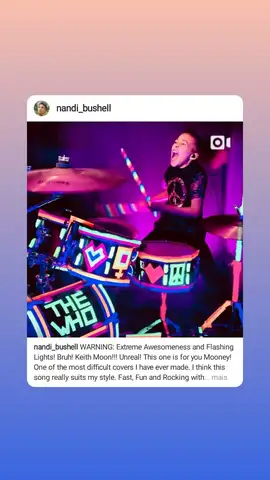 nandi_bushell
THE
WHO
nandi_bushell WARNING: Extreme Awesomeness and Flashing
Lights! Bruh! Keith Moon!!! Unreal! This one is for you Mooney!
One of the most difficult covers I have ever made. I think this
song really suits my style. Fast, Fun and Rocking with... mais